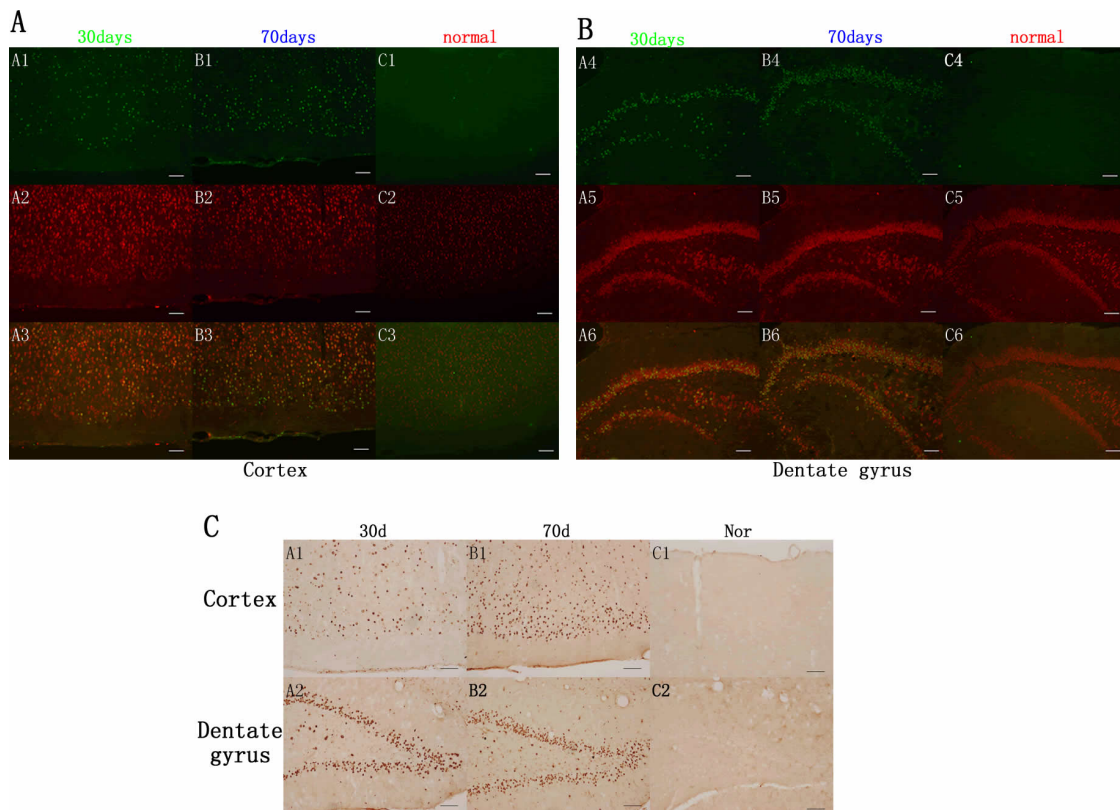 A
30days 70days normal
A1 B1 C1
A2 B2 C2
A3 B3 C3
Cortex
B
30days 70days normal
A4 B4 C4
A5 B5 C5
A6 B6 C6
Dentate gyrus
C
30d 70d Nor
Cortex
A1 B1 C1
Dentate
gyrus
A2 B2 C2